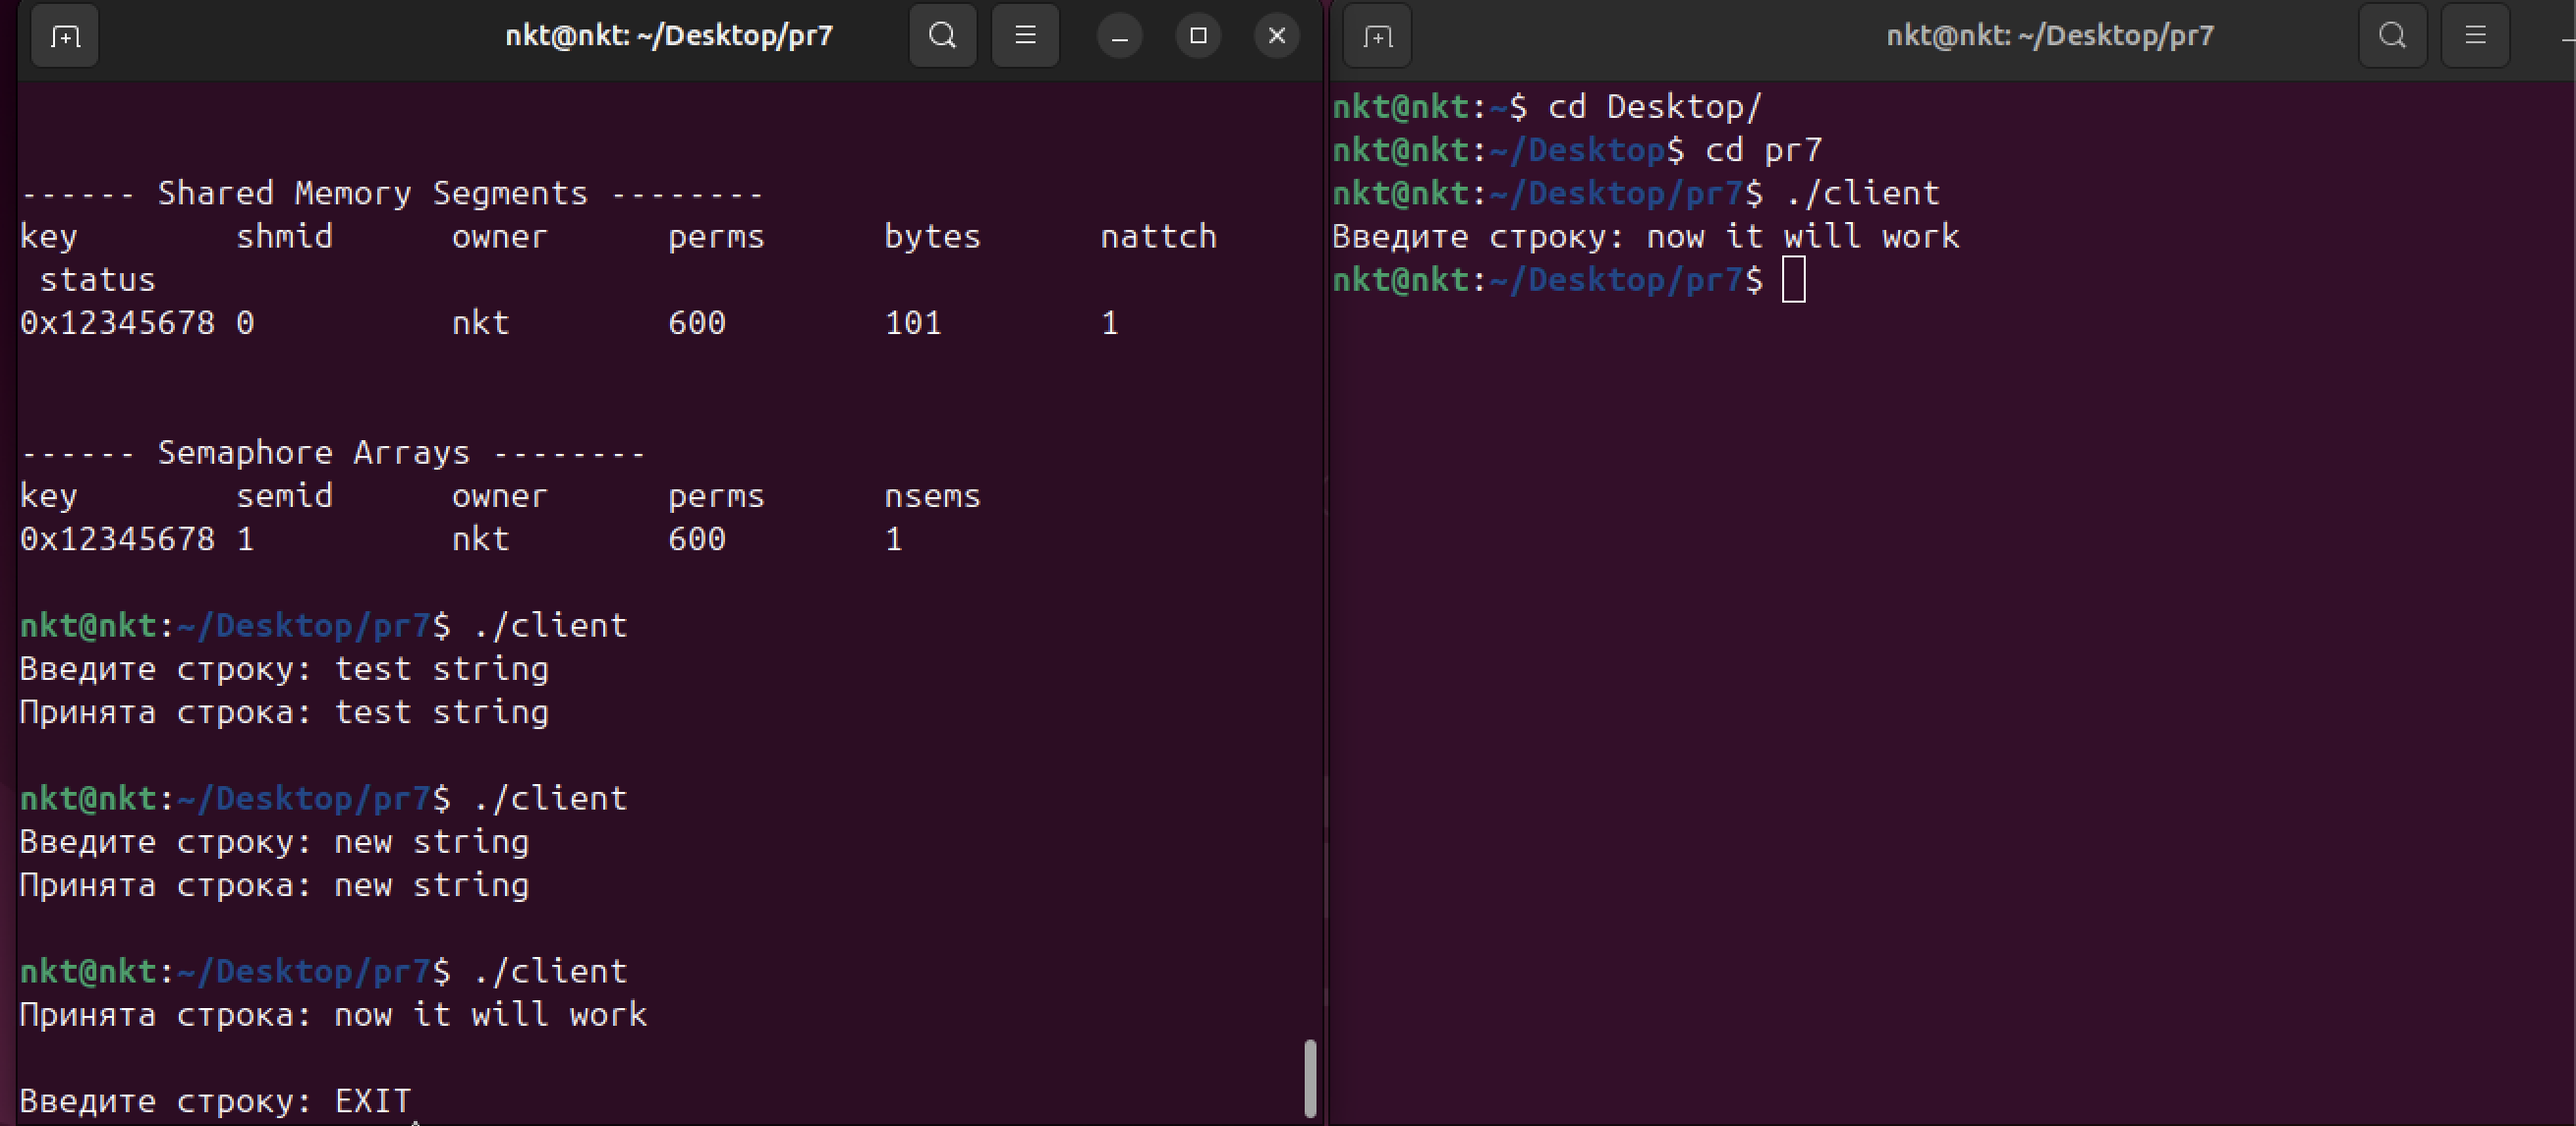 nkt@nkt: ~/Desktop/pr7
------ Shared Memory Segments --------
key shmid owner perms bytes nattch
status
0x12345678 0 nkt 600 101 1
------ Semaphore Arrays --------
key semid owner perms nsems
0x12345678 1 nkt 600 1
nkt@nkt:~/Desktop/pr7$ ./client
Введите строку: test string
Принята строка: test string
nkt@nkt:~/Desktop/pr7$ ./client
Введите строку: new string
Принята строка: new string
nkt@nkt:~/Desktop/pr7$ ./client
Принята строка: now it will work
Введите строку: EXIT
nkt@nkt: ~/Desktop/pr7
nkt@nkt:~$ cd Desktop/
nkt@nkt:~/Desktop$ cd pr7
nkt@nkt:~/Desktop/pr7$ ./client
Введите строку: now it will work
nkt@nkt:~/Desktop/pr7$